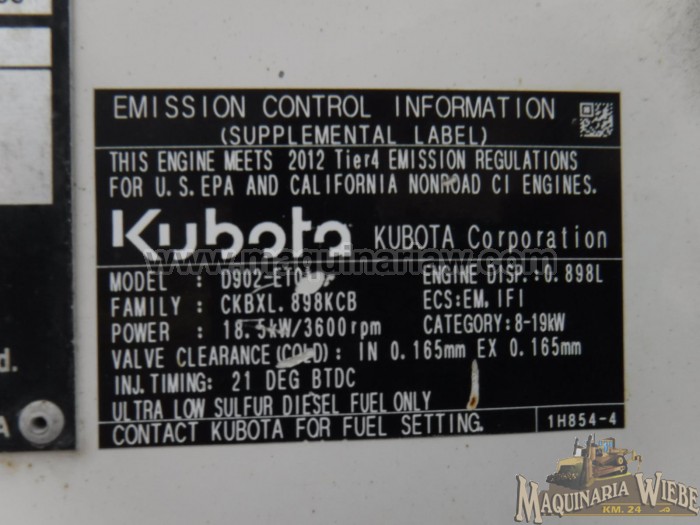 EMISSION CONTROL INFORMATION
(SUPPLEMENTAL LABEL)
THIS ENGINE MEETS 2012 Tier4 EMISSION REGULATIONS
FOR U.S. EPA AND CALIFORNIA NONROAD CI ENGINES.
Kubota KUBOTA Corporation
www.maquinariaw.com
MODEL : ENGINE DISP.:0.898L
FAMILY : CKBXL.898KCB ECS:EM,IFI
POWER : 18.5kW/3600rpm CATEGORY:8-19kW
VALVE CLEARANCE(COLD): IN 0.165mm EX 0.165mm
INJ.TIMING: 21 DEG BTDC
ULTRA LOW SULFUR DIESEL FUEL ONLY
CONTACT KUBOTA FOR FUEL SETTING. 1H854-4
d.
A
MAQUINARIA WIEBE
KM. 24